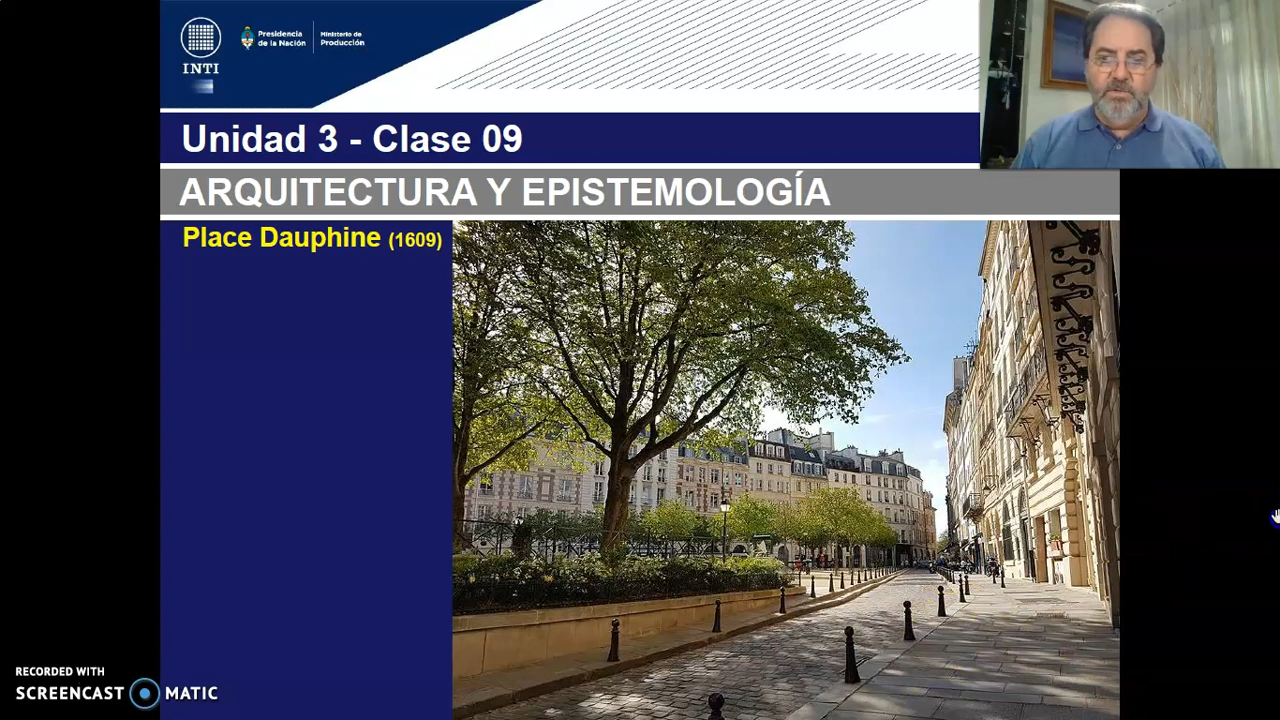 INTI
Presidencia
de la Nación
Ministerio de
Producción
Unidad 3 - Clase 09
ARQUITECTURA Y EPISTEMOLOGÍA
Place Dauphine (1609)
RECORDED WITH
SCREENCAST MATIC